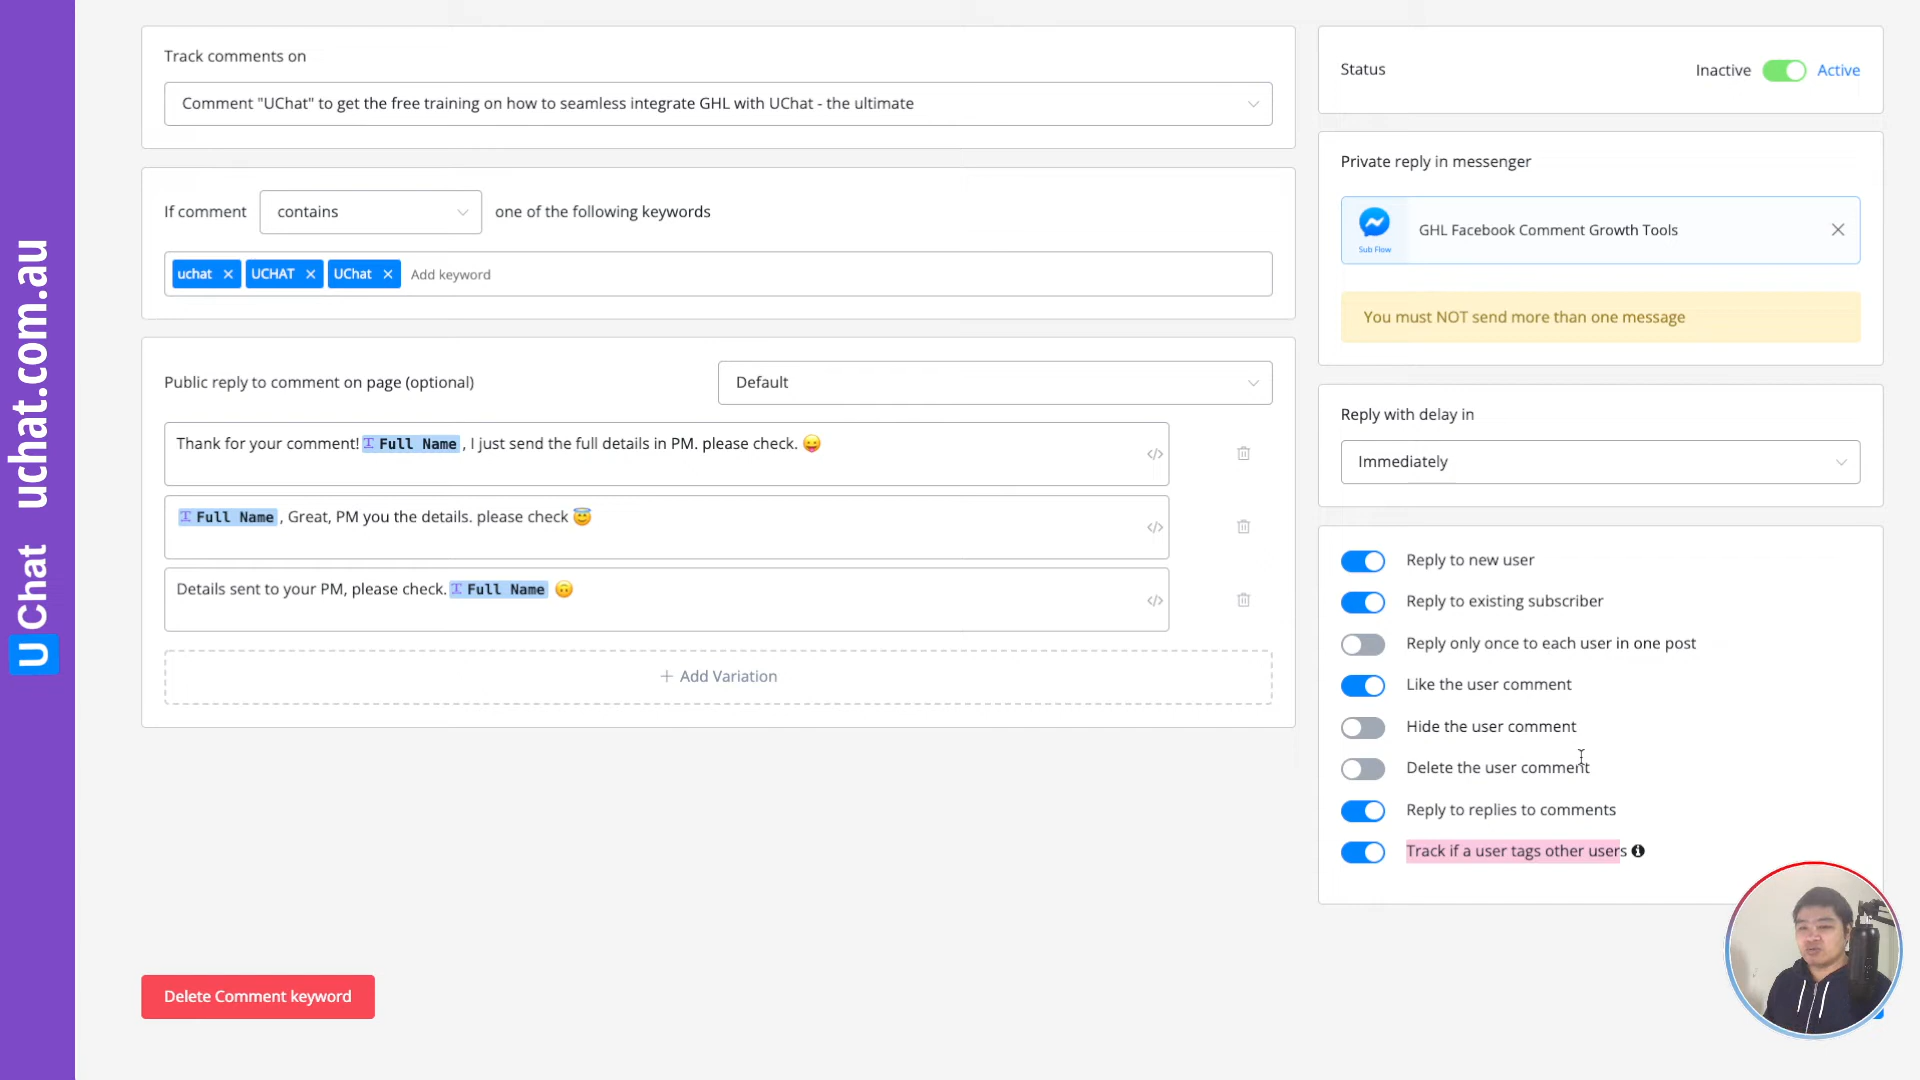 UChat uchat.com.au
Track comments on
Comment "UChat" to get the free training on how to seamless integrate GHL with UChat - the ultimate
If comment contains one of the following keywords
uchat UCHAT UChat Add keyword
Public reply to comment on page (optional) Default
Thank for your comment! Full Name , I just send the full details in PM. please check. 😛
Full Name , Great, PM you the details. please check 😇
Details sent to your PM, please check. Full Name 🙃
+ Add Variation
Delete Comment keyword
Status Inactive Active
Private reply in messenger
GHL Facebook Comment Growth Tools
Sub Flow
You must NOT send more than one message
Reply with delay in
Immediately
Reply to new user
Reply to existing subscriber
Reply only once to each user in one post
Like the user comment
Hide the user comment
Delete the user comment
Reply to replies to comments
Track if a user tags other users